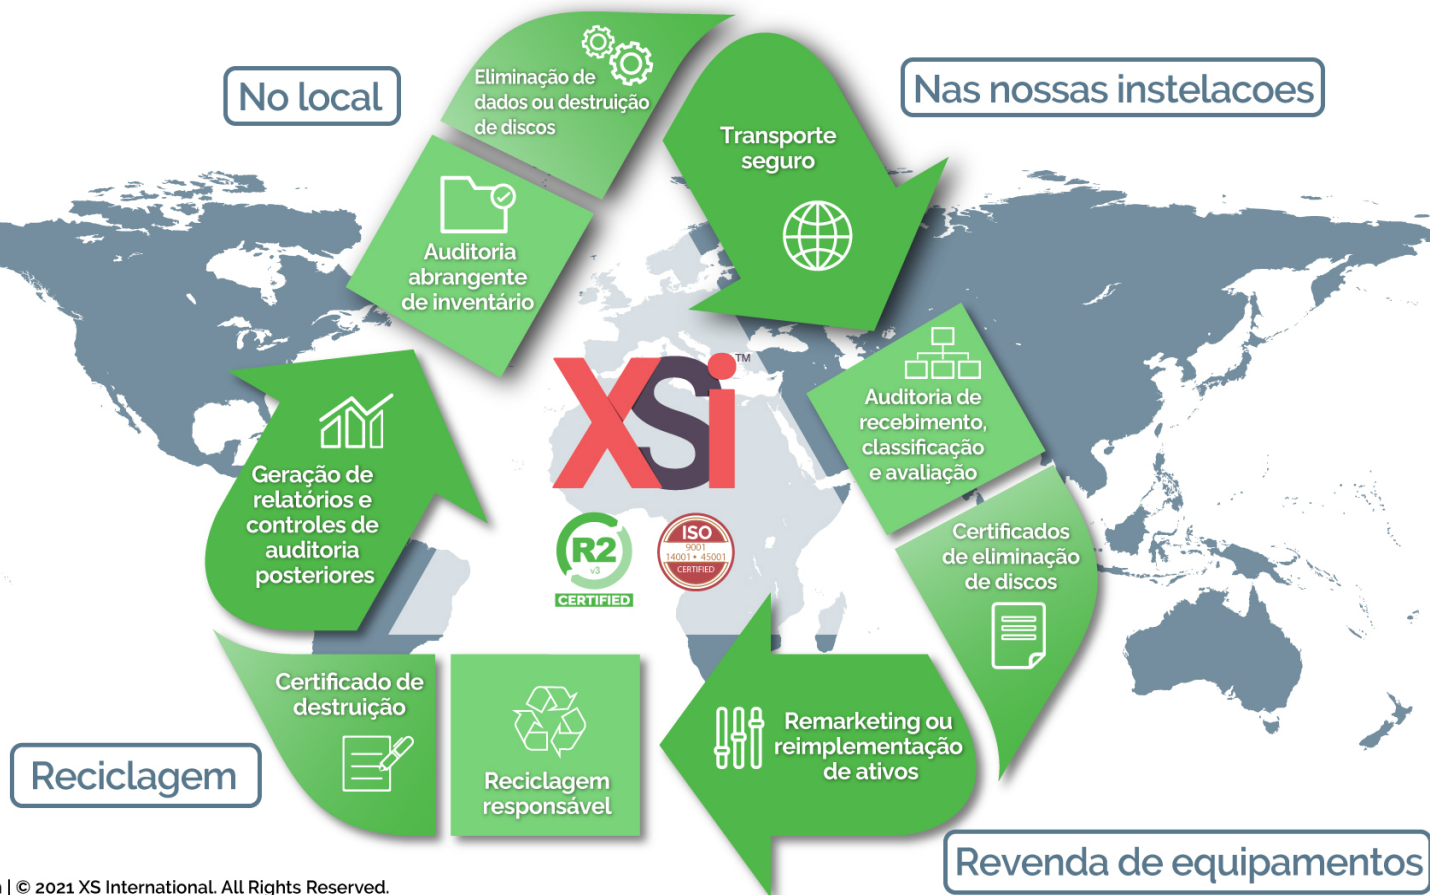 No local
Eliminação de
dados ou destruição
de discos
Auditoria
abrangente
de inventário
Transporte
seguro
Nas nossas instelacoes
Auditoria de
recebimento,
classificação
e avaliação
Certificados
de eliminação
de discos
Remarketing ou
reimplementação
de ativos
Revenda de equipamentos
Reciclagem
responsável
Certificado de
destruição
Reciclagem
Geração de
relatórios e
controles de
auditoria
posteriores
XSi™
R2
v3
CERTIFIED
ISO
9001
14001 • 45001
CERTIFIED
| © 2021 XS International. All Rights Reserved.